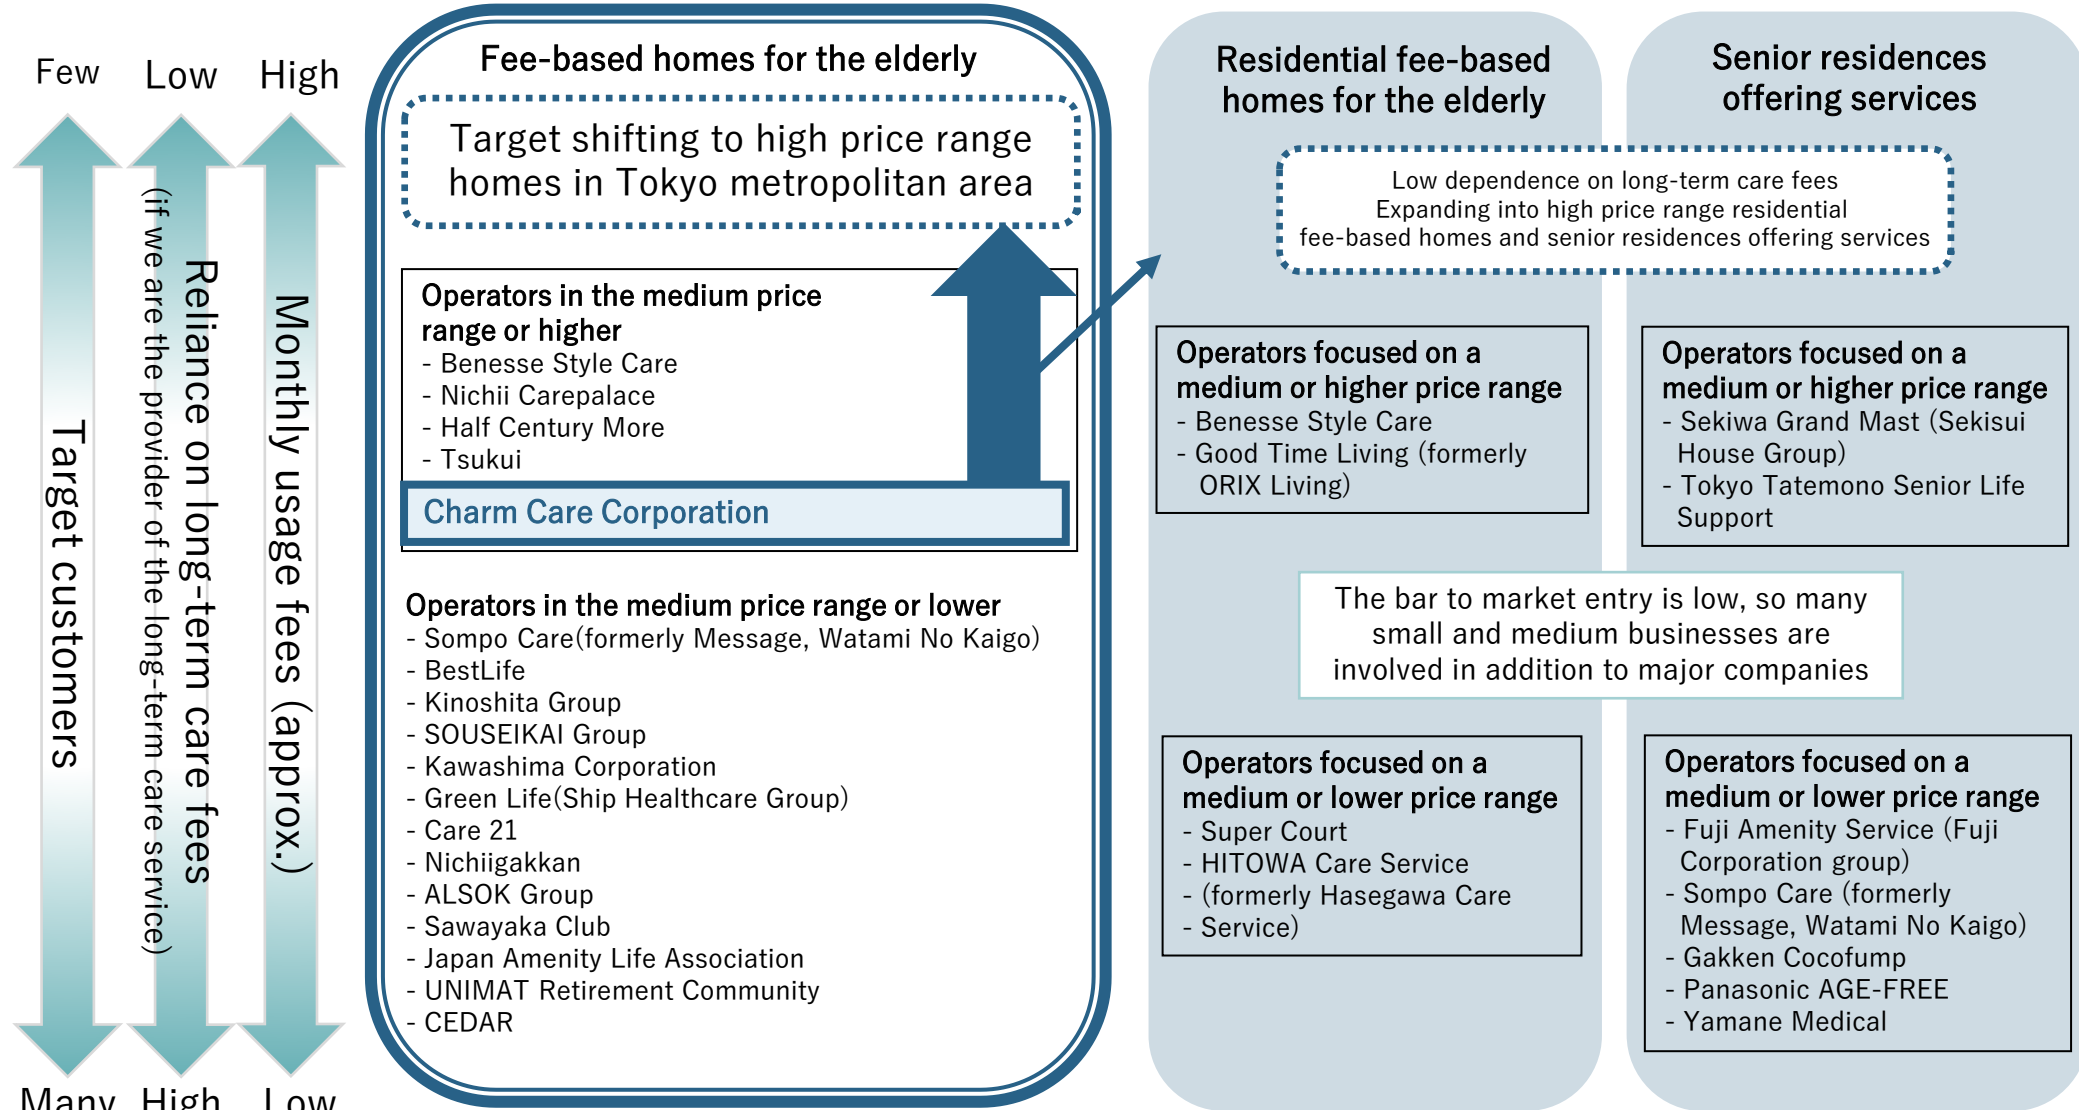 Few
Low
High
Target customers
Reliance on long-term care fees
(if we are the provider of the long-term care service)
Monthly usage fees (approx.)
Many
High
Low
Fee-based homes for the elderly
Target shifting to high price range
homes in Tokyo metropolitan area
Operators in the medium price
range or higher
- Benesse Style Care
- Nichii Carepalace
- Half Century More
- Tsukui
Charm Care Corporation
Operators in the medium price range or lower
- Sompo Care(formerly Message, Watami No Kaigo)
- BestLife
- Kinoshita Group
- SOUSEIKAI Group
- Kawashima Corporation
- Green Life(Ship Healthcare Group)
- Care 21
- Nichiigakkan
- ALSOK Group
- Sawayaka Club
- Japan Amenity Life Association
- UNIMAT Retirement Community
- CEDAR
Residential fee-based
homes for the elderly
Senior residences
offering services
Low dependence on long-term care fees
Expanding into high price range residential
fee-based homes and senior residences offering services
Operators focused on a
medium or higher price range
- Benesse Style Care
- Good Time Living (formerly
ORIX Living)
Operators focused on a
medium or higher price range
- Sekiwa Grand Mast (Sekisui
House Group)
- Tokyo Tatemono Senior Life
Support
The bar to market entry is low, so many
small and medium businesses are
involved in addition to major companies
Operators focused on a
medium or lower price range
- Super Court
- HITOWA Care Service
- (formerly Hasegawa Care
- Service)
Operators focused on a
medium or lower price range
- Fuji Amenity Service (Fuji
Corporation group)
- Sompo Care (formerly
Message, Watami No Kaigo)
- Gakken Cocofump
- Panasonic AGE-FREE
- Yamane Medical